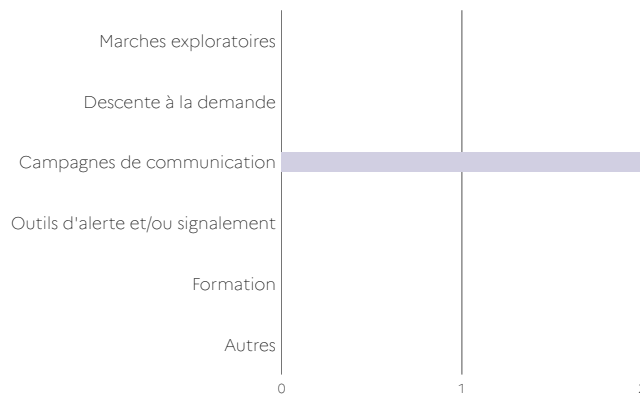 Marches exploratoires
Descente à la demande
Campagnes de communication
Outils d'alerte et/ou signalement
Formation
Autres
0 1